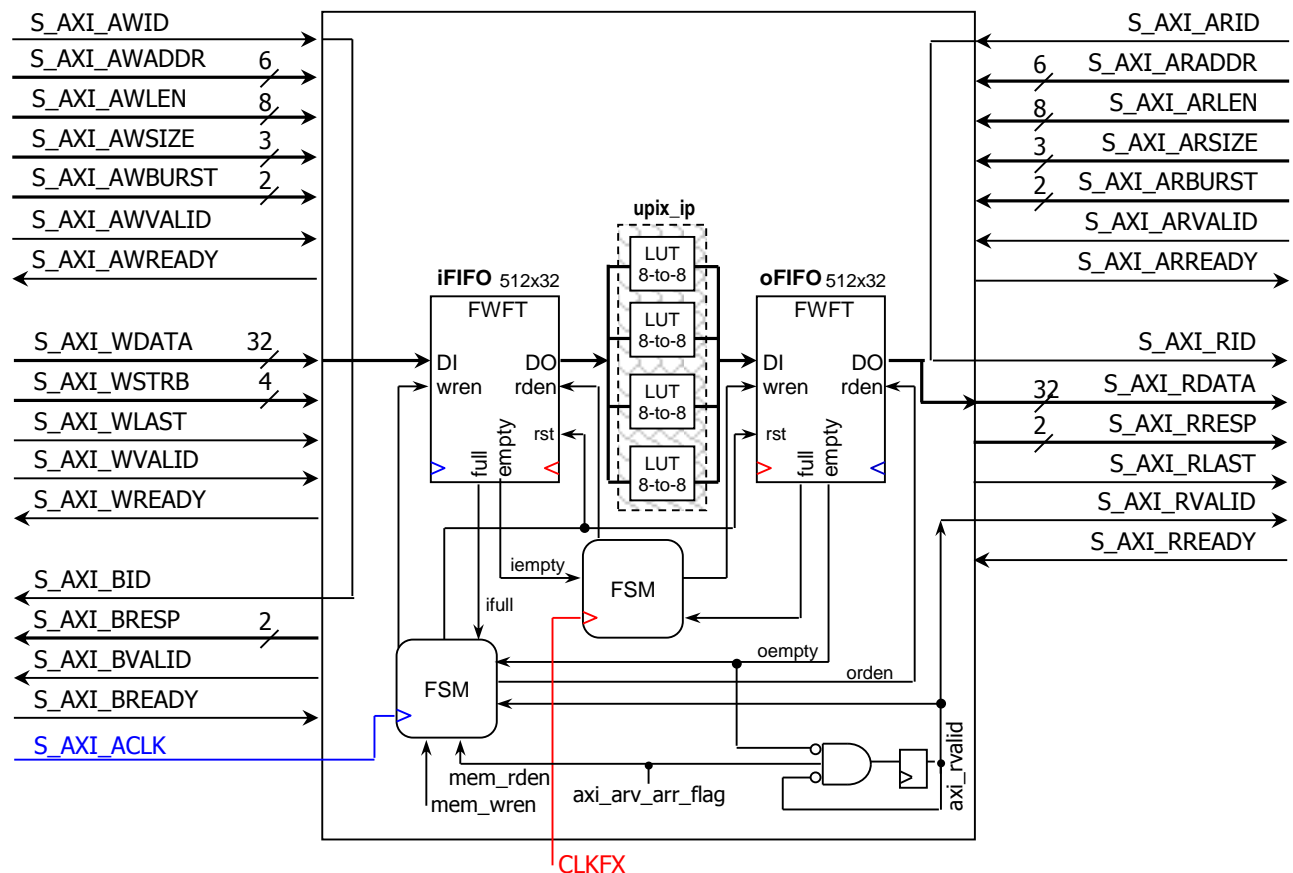 S_AXI_AWID
S_AXI_AWADDR 6
S_AXI_AWLEN 8
S_AXI_AWSIZE 3
S_AXI_AWBURST 2
S_AXI_AWVALID
S_AXI_AWREADY
S_AXI_WDATA 32
S_AXI_WSTRB 4
S_AXI_WLAST
S_AXI_WVALID
S_AXI_WREADY
S_AXI_BID
S_AXI_BRESP 2
S_AXI_BVALID
S_AXI_BREADY
S_AXI_ACLK
iFIFO 512x32
FWFT
DI DO
wren rden
rst
full
empty
upix_ip
LUT
8-to-8
LUT
8-to-8
LUT
8-to-8
LUT
8-to-8
oFIFO 512x32
FWFT
DI DO
wren rden
rst
full
empty
iempty
FSM
ifull
oempty
orden
FSM
mem_rden
mem_wren
axi_arv_arr_flag
axi_rvalid
CLKFX
S_AXI_ARID
6 S_AXI_ARADDR
8 S_AXI_ARLEN
3 S_AXI_ARSIZE
2 S_AXI_ARBURST
S_AXI_ARVALID
S_AXI_ARREADY
S_AXI_RID
32 S_AXI_RDATA
2 S_AXI_RRESP
S_AXI_RLAST
S_AXI_RVALID
S_AXI_RREADY